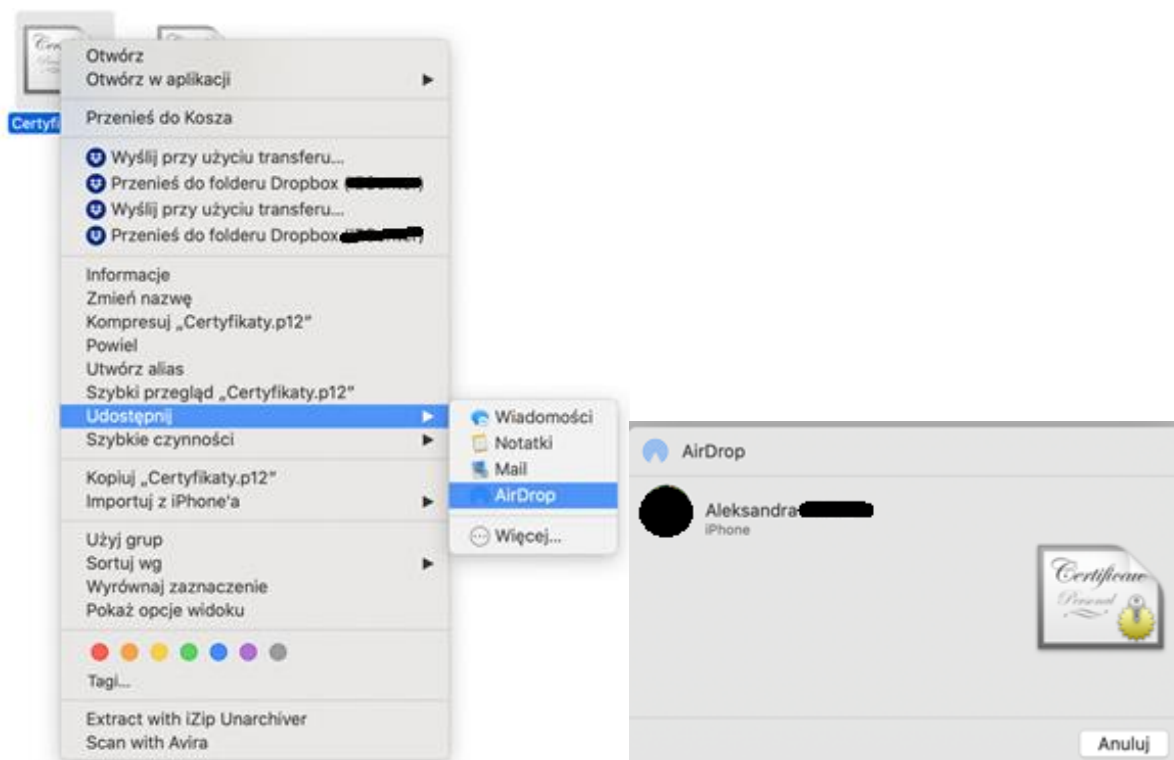 Certyfi
Otwórz
Otwórz w aplikacji
Przenieś do Kosza
Wyślij przy użyciu transferu...
Przenieś do folderu Dropbox (
Wyślij przy użyciu transferu...
Przenieś do folderu Dropbox
Informacje
Zmień nazwę
Kompresuj „Certyfikaty.p12”
Powiel
Utwórz alias
Szybki przegląd „Certyfikaty.p12”
Udostępnij
Szybkie czynności
Kopiuj „Certyfikaty.p12”
Importuj z iPhone'a
Użyj grup
Sortuj wg
Wyrównaj zaznaczenie
Pokaż opcje widoku
Tagi...
Extract with iZip Unarchiver
Scan with Avira
Wiadomości
Notatki
Mail
AirDrop
Więcej...
AirDrop
Aleksandra
iPhone
Certificate
Personal
Anuluj